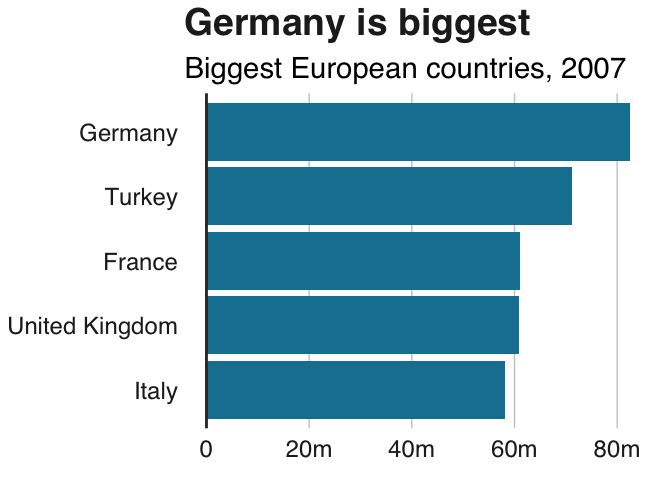 Germany is biggest
Biggest European countries, 2007
Germany
Turkey
France
United Kingdom
Italy
0 20m 40m 60m 80m